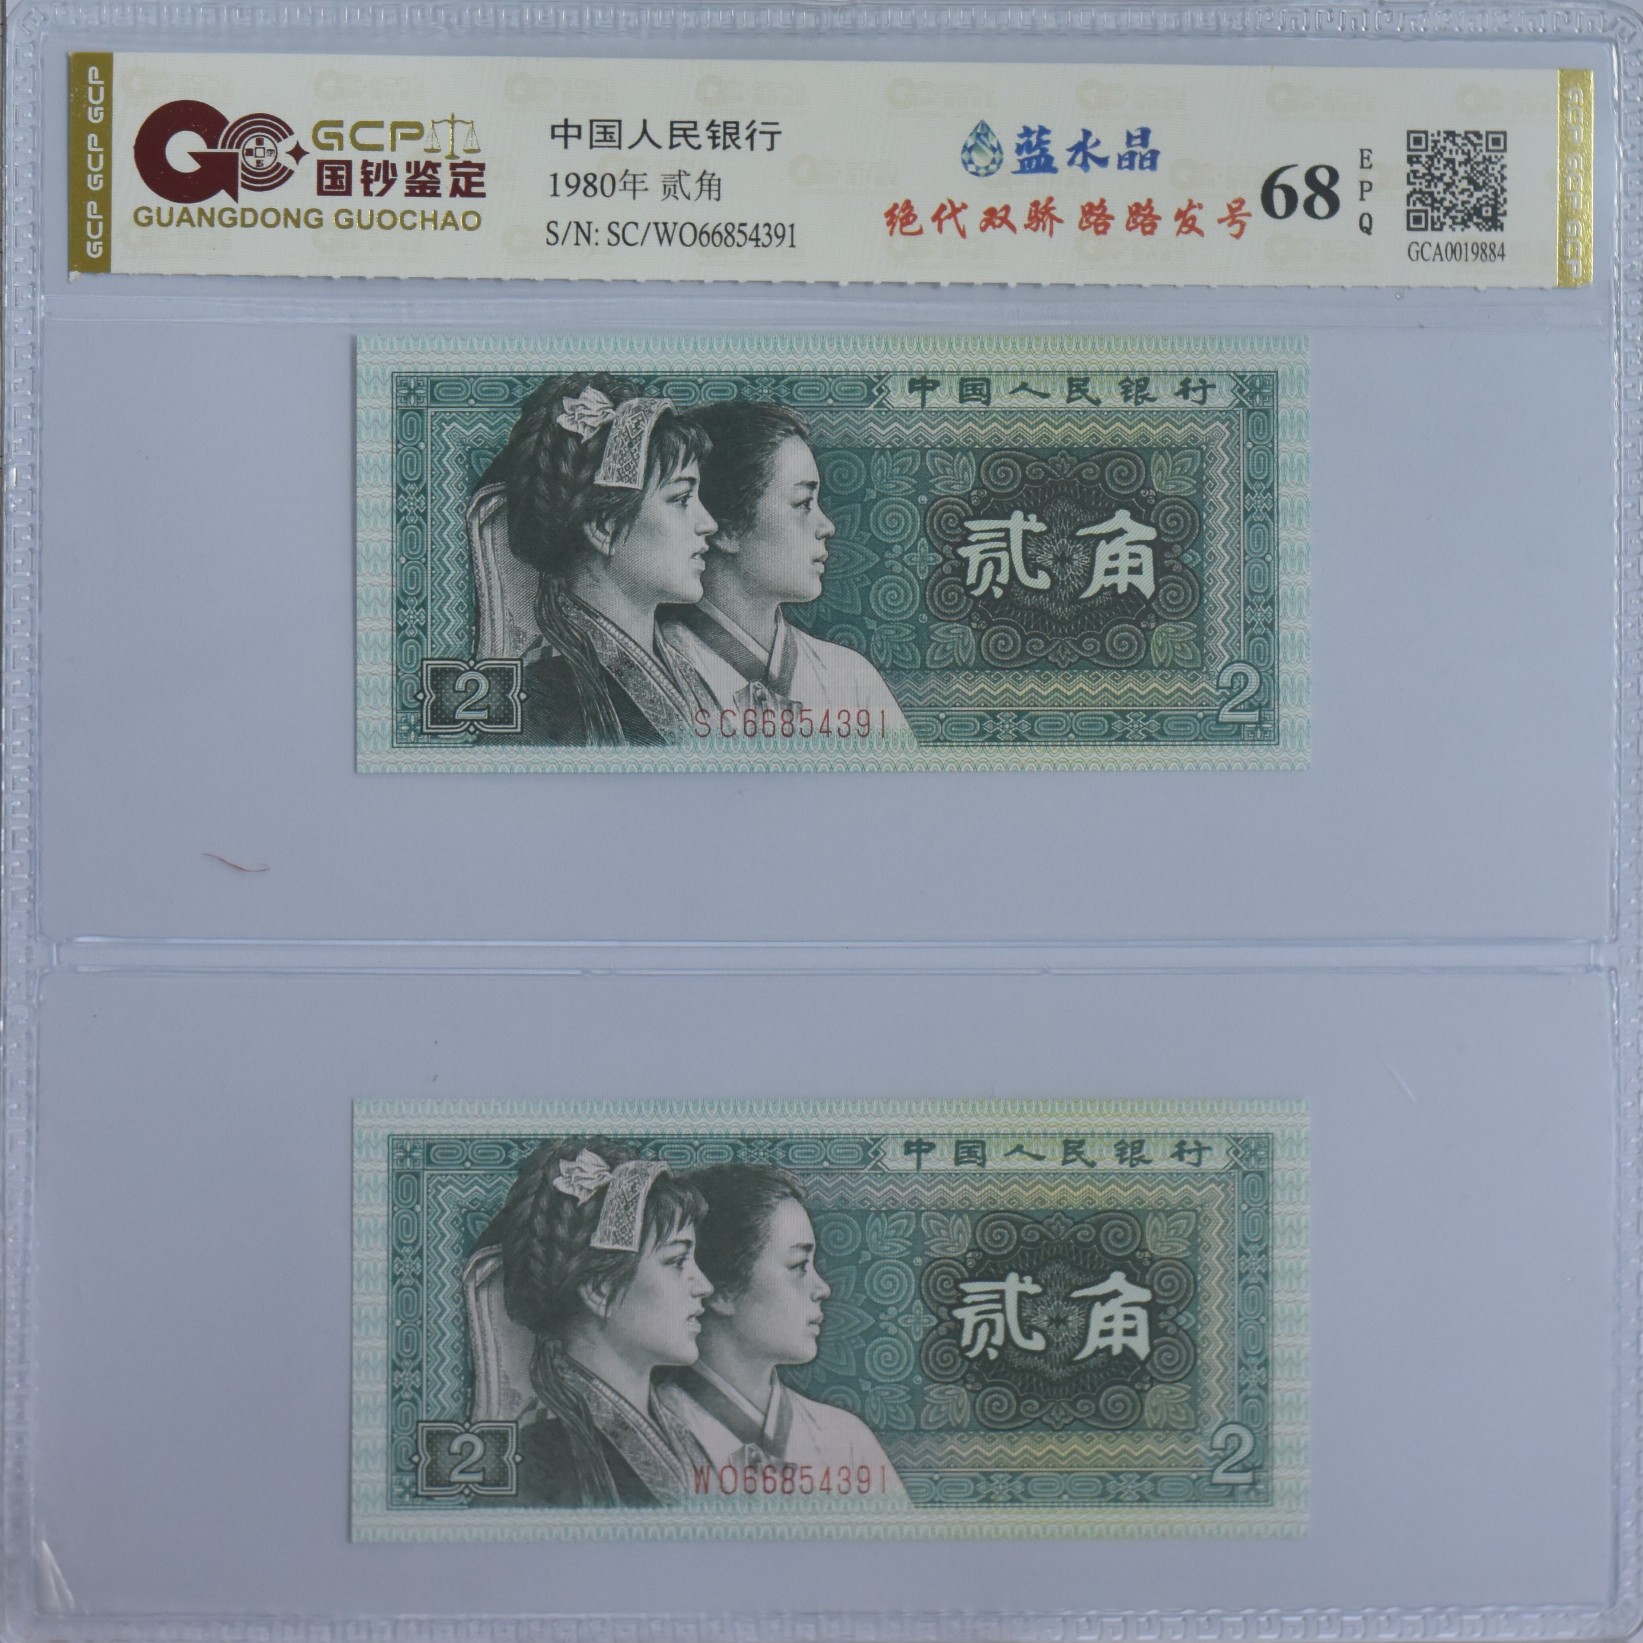 GCP GCP GCP
GCP
国钞鉴定
GUANGDONG GUOCHAO
中国人民银行
1980年 贰角
S/N: SC/WO66854391
蓝水晶
绝代双骄 路路发号
68
EPQ
GCA0019884
GCP GCP GCP
中国人民银行
贰角
2
SC66854391
2
中国人民银行
贰角
2
WO66854391
2